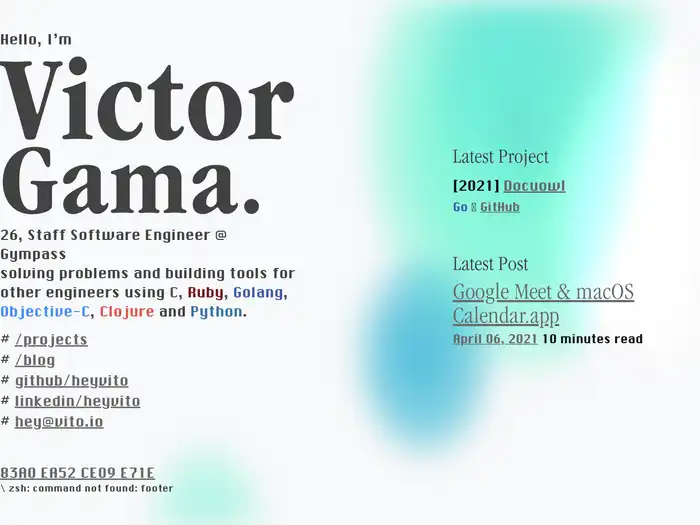 Hello, I'm
Victor
Gama.
26, Staff Software Engineer @
Gympass
solving problems and building tools for
other engineers using C, Ruby, Golang,
Objective-C, Clojure and Python.
# /projects
# /blog
# github/heyvito
# linkedin/heyvito
# hey@vito.io
83A0 EA52 CE09 E71E
\ zsh: command not found: footer
Latest Project
[2021] Docuowl
Go GitHub
Latest Post
Google Meet & macOS
Calendar.app
April 06, 2021 10 minutes read